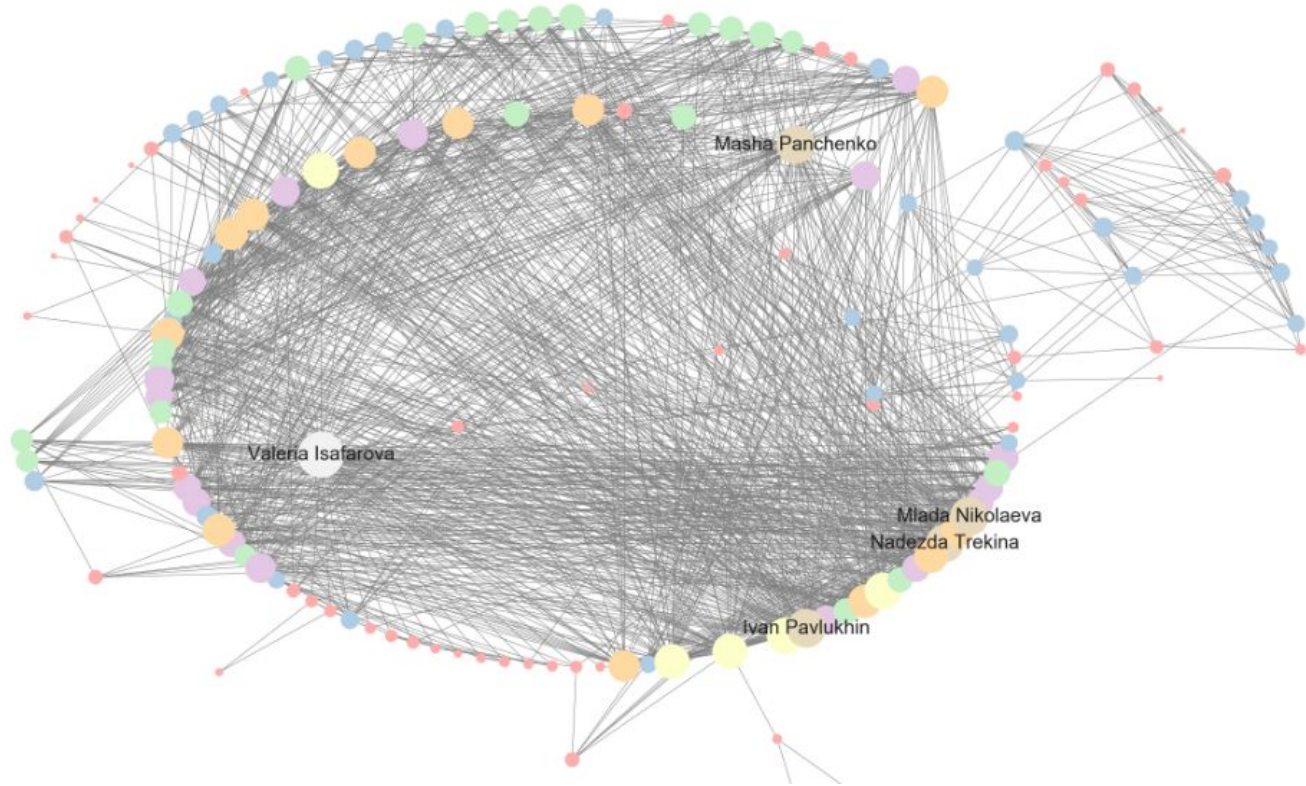 Masha Panchenko
Valeria Isafarova
Mlada Nikolaeva
Nadezda Trekina
Ivan Pavlukhin